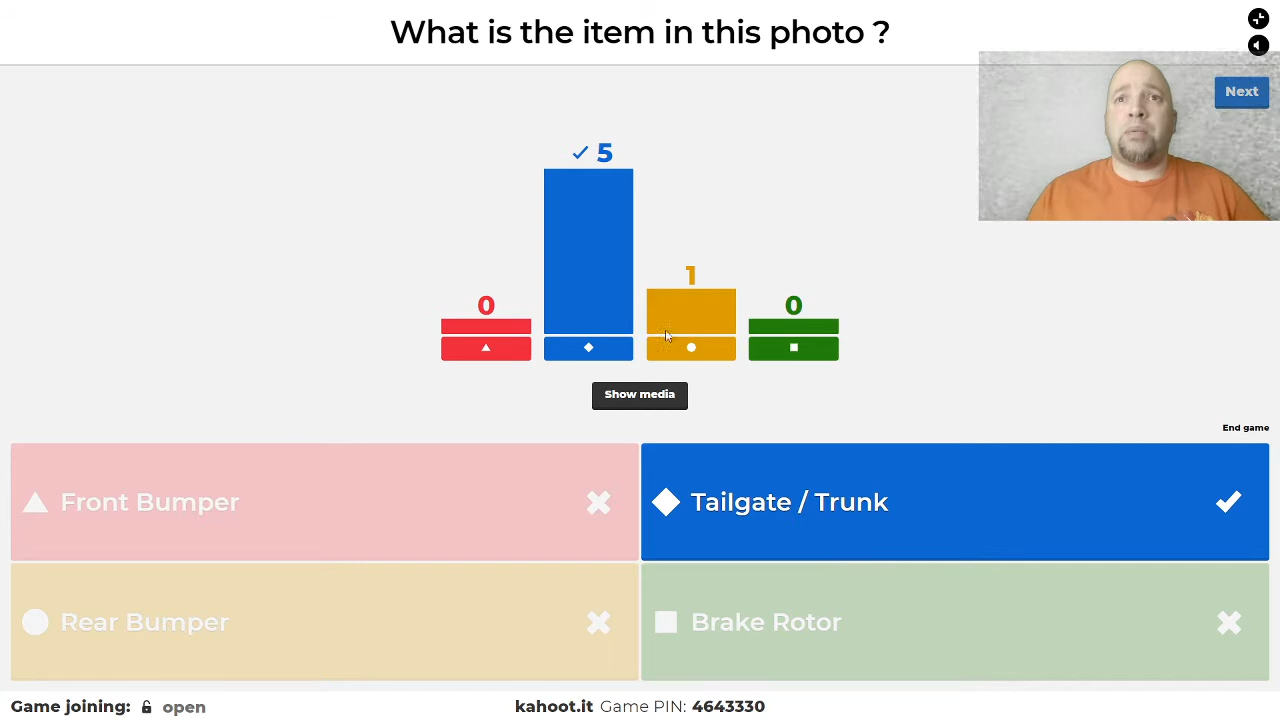 What is the item in this photo ?
Next
5
1
0
0
Show media
End game
Front Bumper
Tailgate / Trunk
Rear Bumper
Brake Rotor
Game joining: open
kahoot.it Game PIN: 4643330